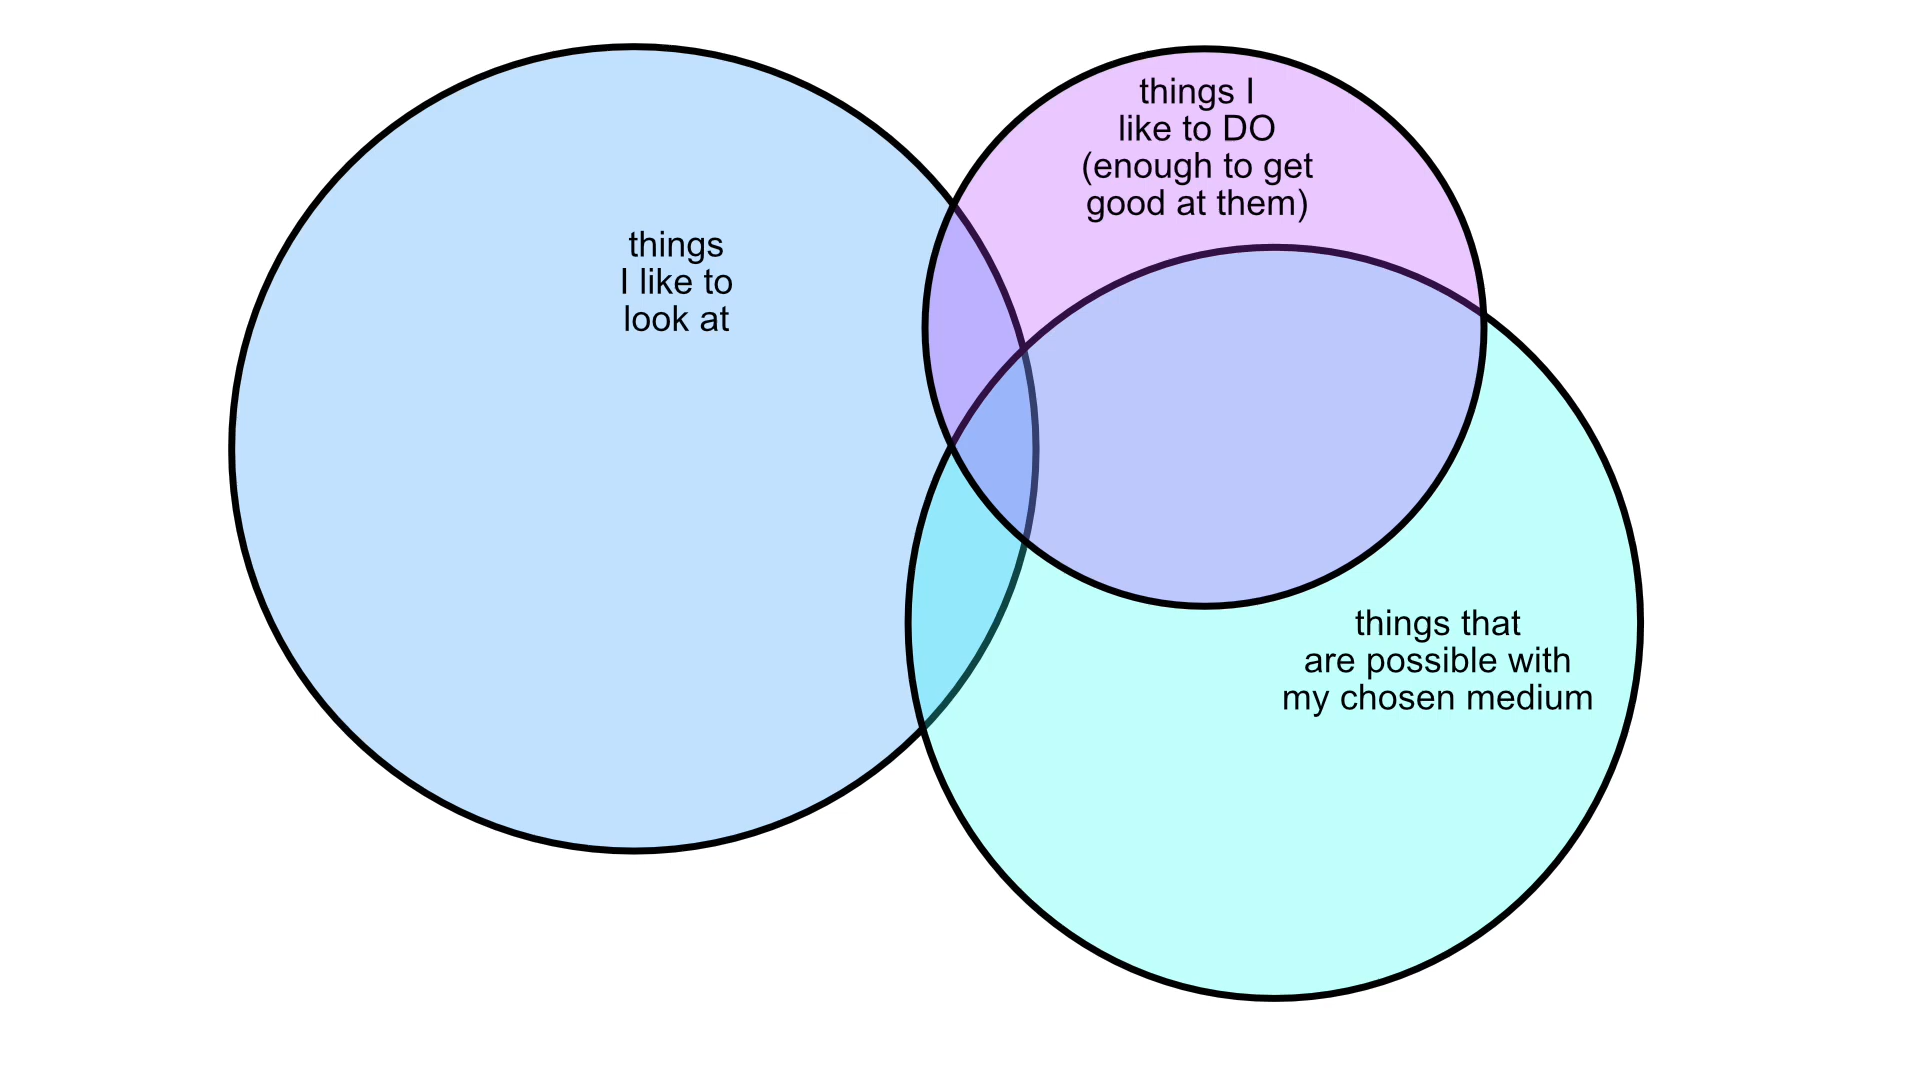 things
I like to
look at
things I
like to DO
(enough to get
good at them)
things that
are possible with
my chosen medium